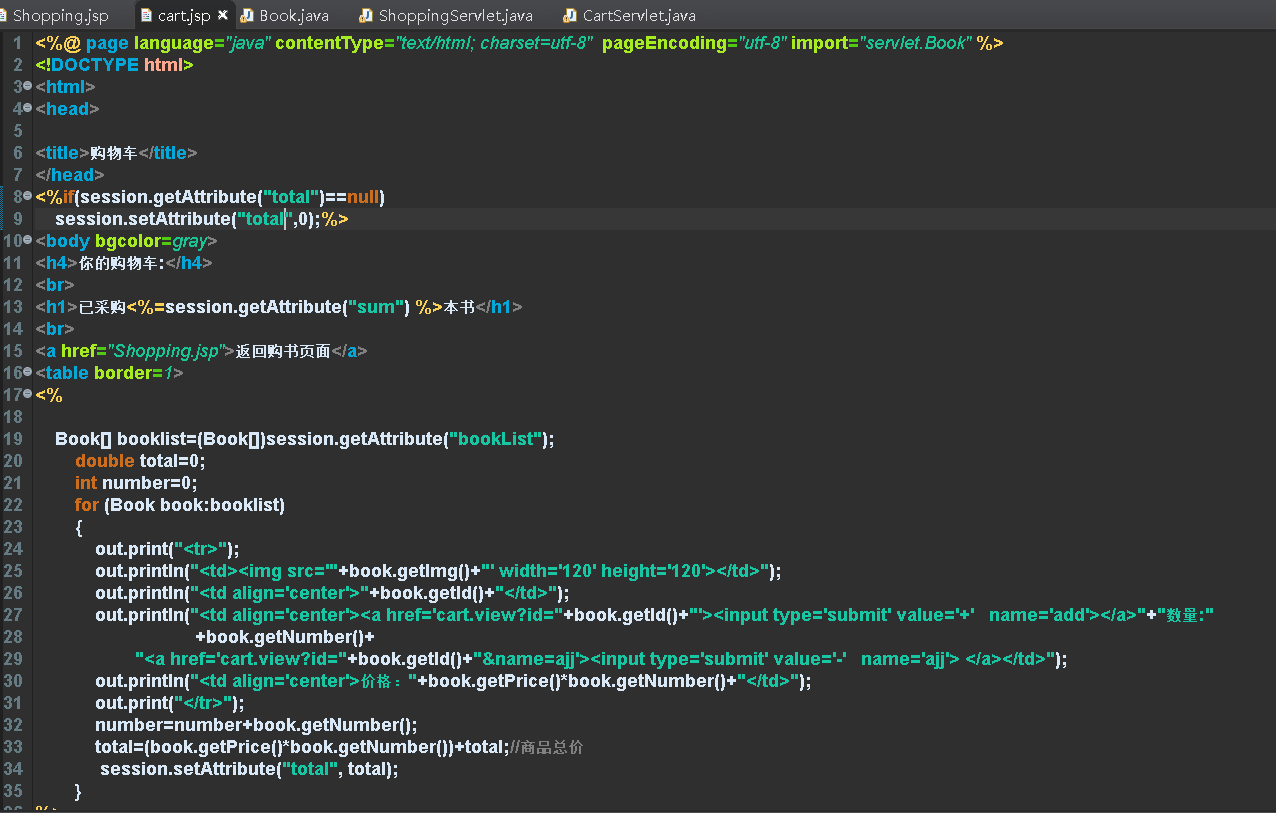 Shopping.jsp cart.jsp Book.java ShoppingServlet.java CartServlet.java
1 <%@ page language="java" contentType="text/html; charset=utf-8"  pageEncoding="utf-8" import="servlet.Book" %>
2 <!DOCTYPE html>
3 <html>
4 <head>
5
6 <title>购物车</title>
7 </head>
8 <%if(session.getAttribute("total")==null)
9 session.setAttribute("total",0);%>
10 <body bgcolor=gray>
11 <h4>你的购物车:</h4>
12 <br>
13 <h1>已采购<%=session.getAttribute("sum") %>本书</h1>
14 <br>
15 <a href="Shopping.jsp">返回购书页面</a>
16 <table border=1>
17 <%
18
19 Book[] booklist=(Book[])session.getAttribute("bookList");
20 double total=0;
21 int number=0;
22 for (Book book:booklist)
23 {
24 out.print("<tr>");
25 out.println("<td><img src='"+book.getImg()+"' width='120' height='120'></td>");
26 out.println("<td align='center'>"+book.getId()+"</td>");
27 out.println("<td align='center'><a href='cart.view?id="+book.getId()+"'><input type='submit' value='+'   name='add'></a>"+"数量:"
28 +book.getNumber()+
29 "<a href='cart.view?id="+book.getId()+"&name=ajj'><input type='submit' value='-'   name='ajj'> </a></td>");
30 out.println("<td align='center'>价格："+book.getPrice()*book.getNumber()+"</td>");
31 out.print("</tr>");
32 number=number+book.getNumber();
33 total=(book.getPrice()*book.getNumber())+total;//商品总价
34 session.setAttribute("total", total);
35 }